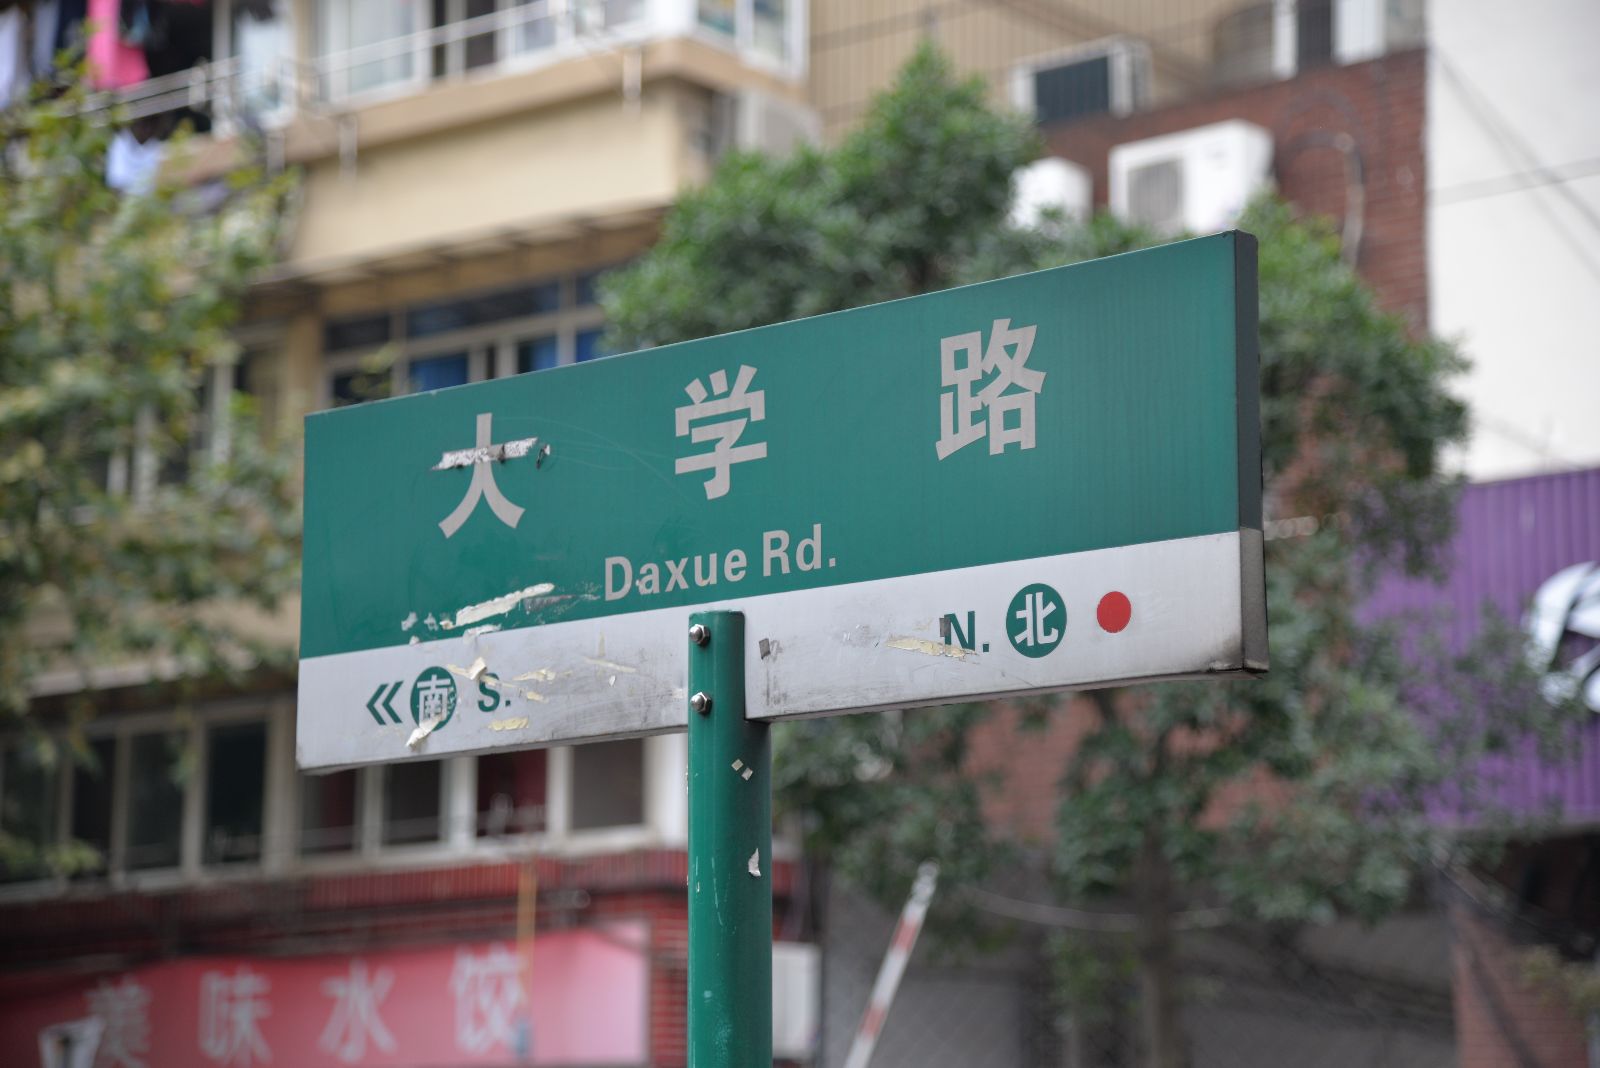 大学路
Daxue Rd.
《 南 S. N. 北
美味水饺